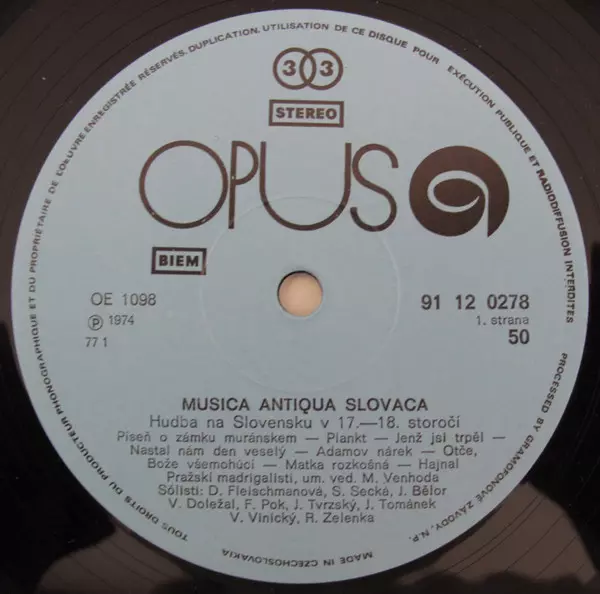 TOUS DROITS DU PRODUCTEUR PHONOGRAPHIQUE ET DU PROPRIÉTAIRE DE L'OEUVRE ENREGISTRÉE RÉSERVÉS. DUPLICATION, UTILISATION DE CE DISQUE POUR EXÉCUTION PUBLIQUE ET RADIODIFFUSION INTERDITES
PROCESSED BY GRAMOFONOVÉ ZÁVODY, N.P.
MADE IN CZECHOSLOVAKIA
33
STEREO
OPUS
BIEM
OE 1098
91 12 0278
℗ 1974
1. strana
77 1
50
MUSICA ANTIQUA SLOVACA
Hudba na Slovensku v 17.—18. storočí
Píseň o zámku muránskem — Plankt — Jenž jsi trpěl —
Nastal nám den veselý — Adamov nárek — Otče,
Bože všemohúci — Matka rozkošná — Hajnal
Pražskí madrigalisti, um. ved. M. Venhoda
Sólisti: D. Fleischmanová, S. Secká, J. Bělor
V. Doležal, F. Pok, J. Tvrzský, J. Tománek
V. Vinický, R. Zelenka